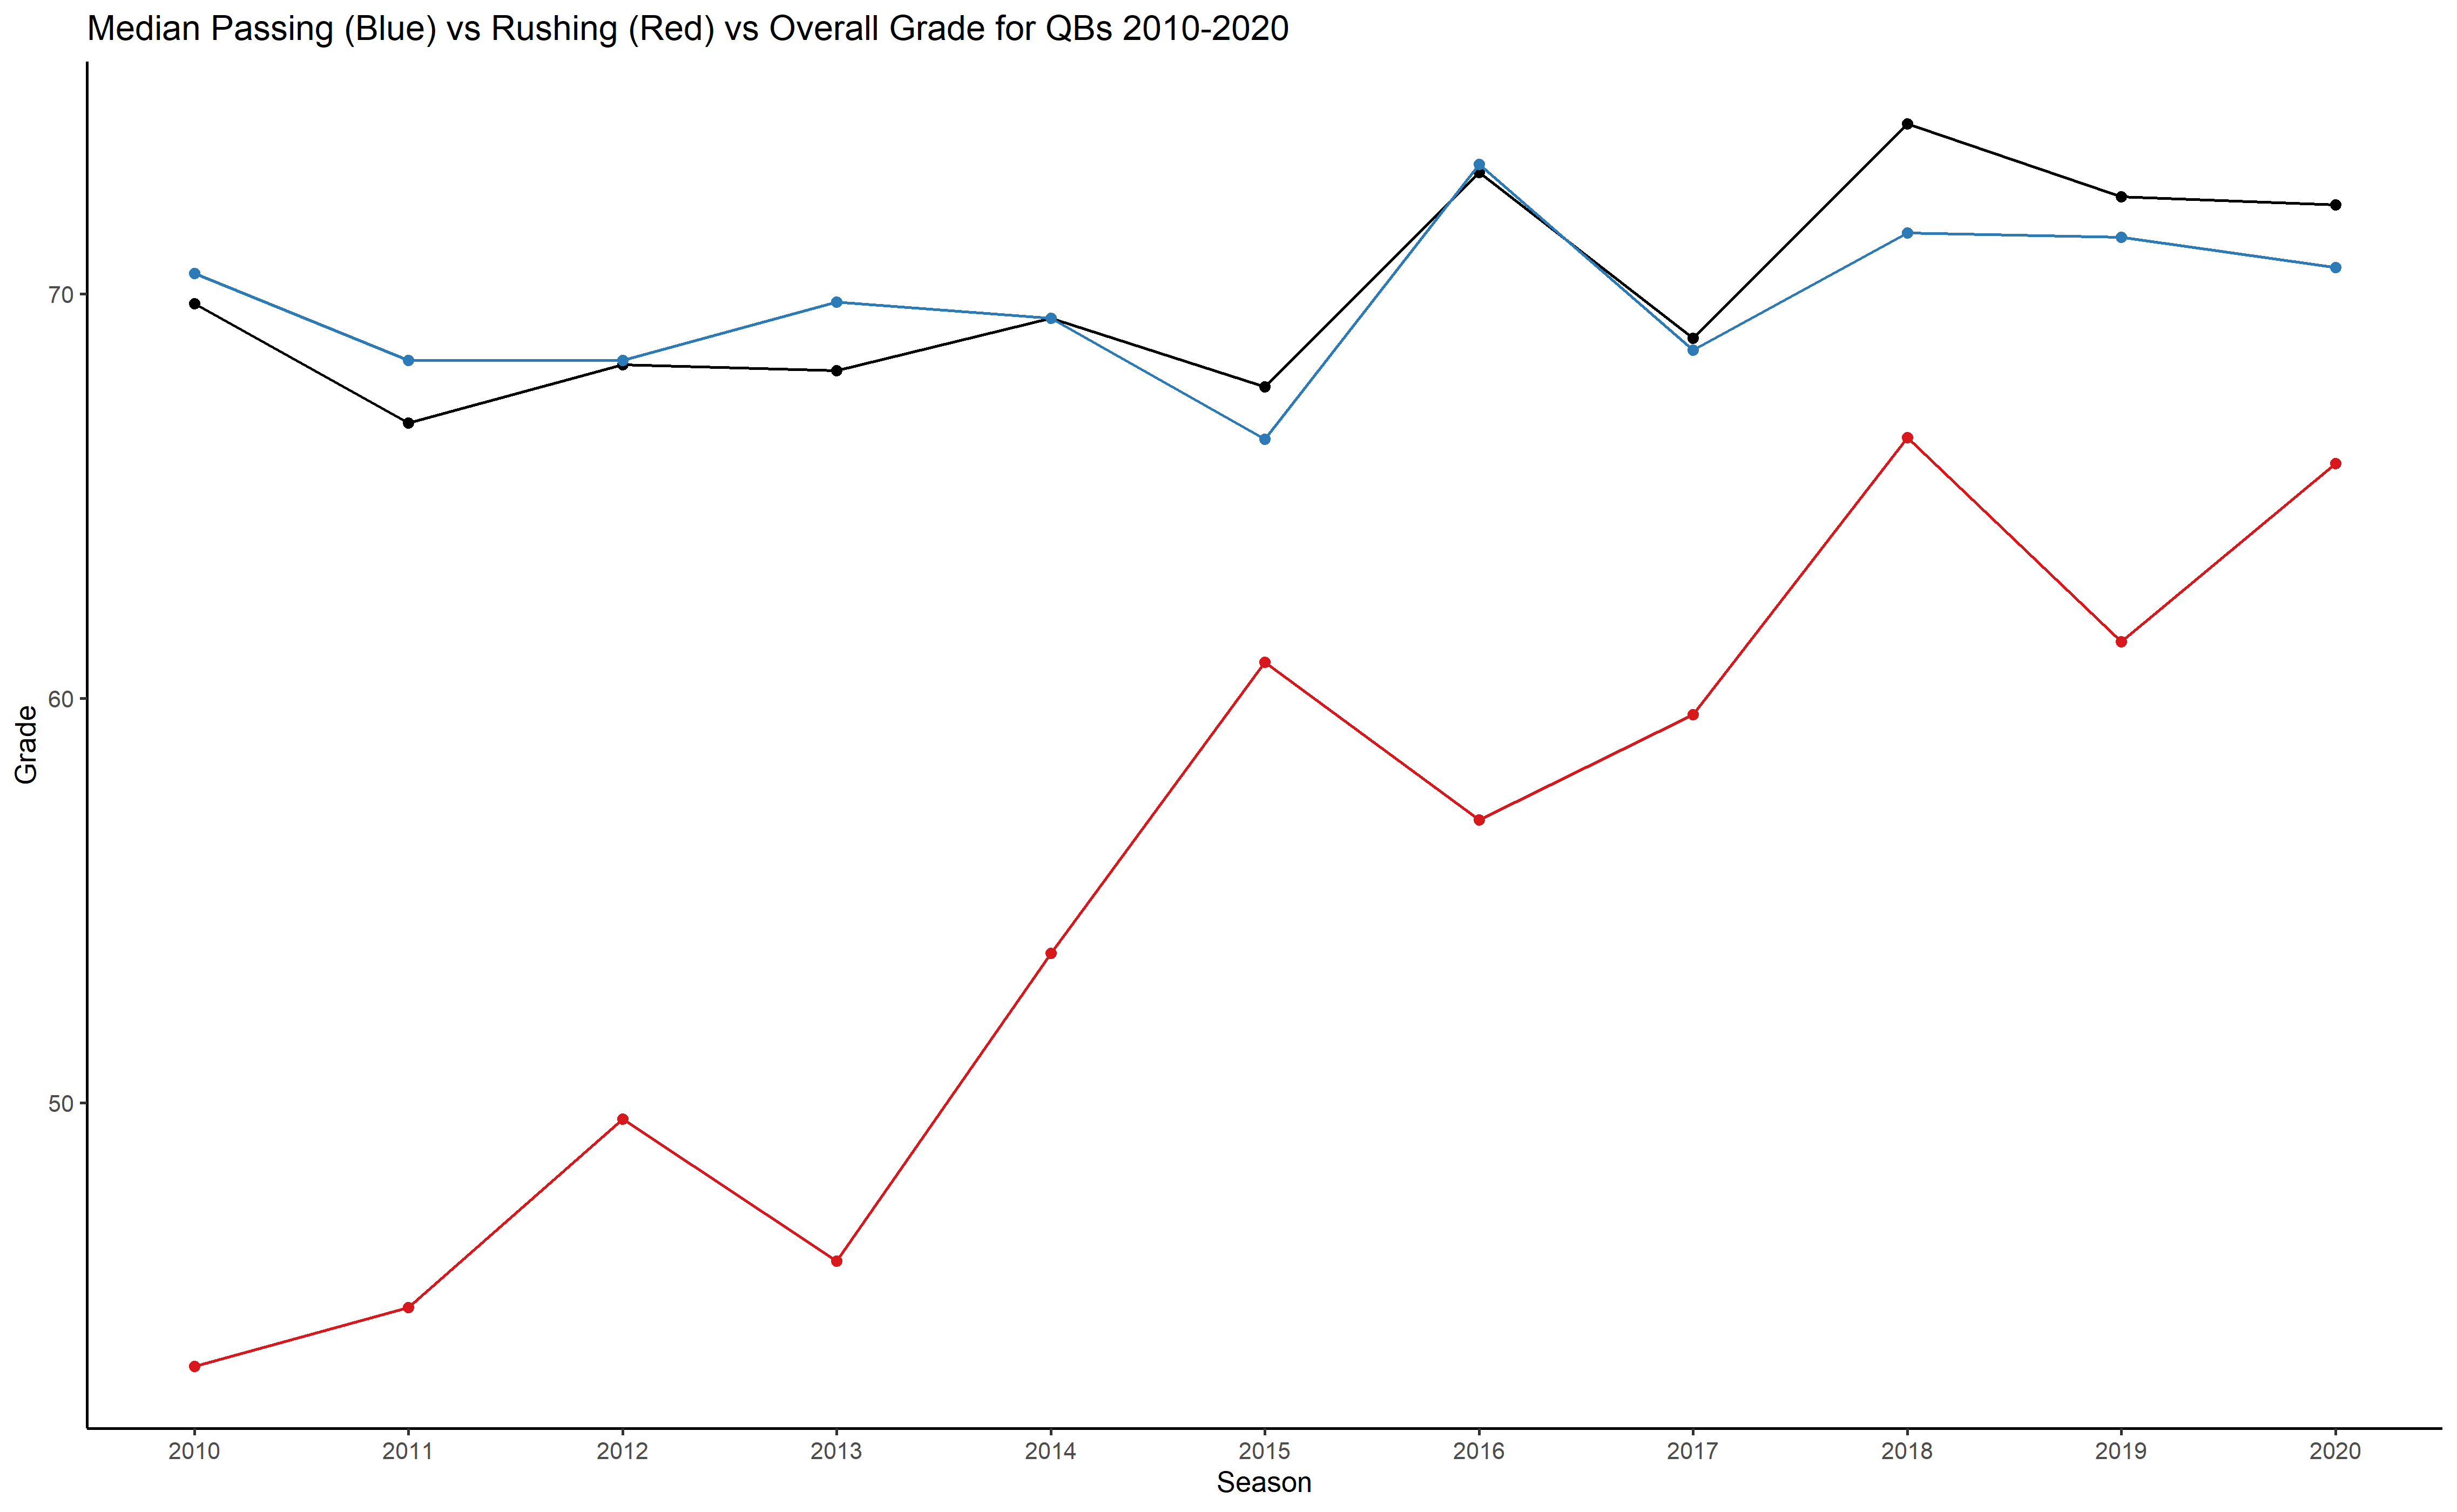 Median Passing (Blue) vs Rushing (Red) vs Overall Grade for QBs 2010-2020
70
60
50
Grade
2010 2011 2012 2013 2014 2015 2016 2017 2018 2019 2020
Season